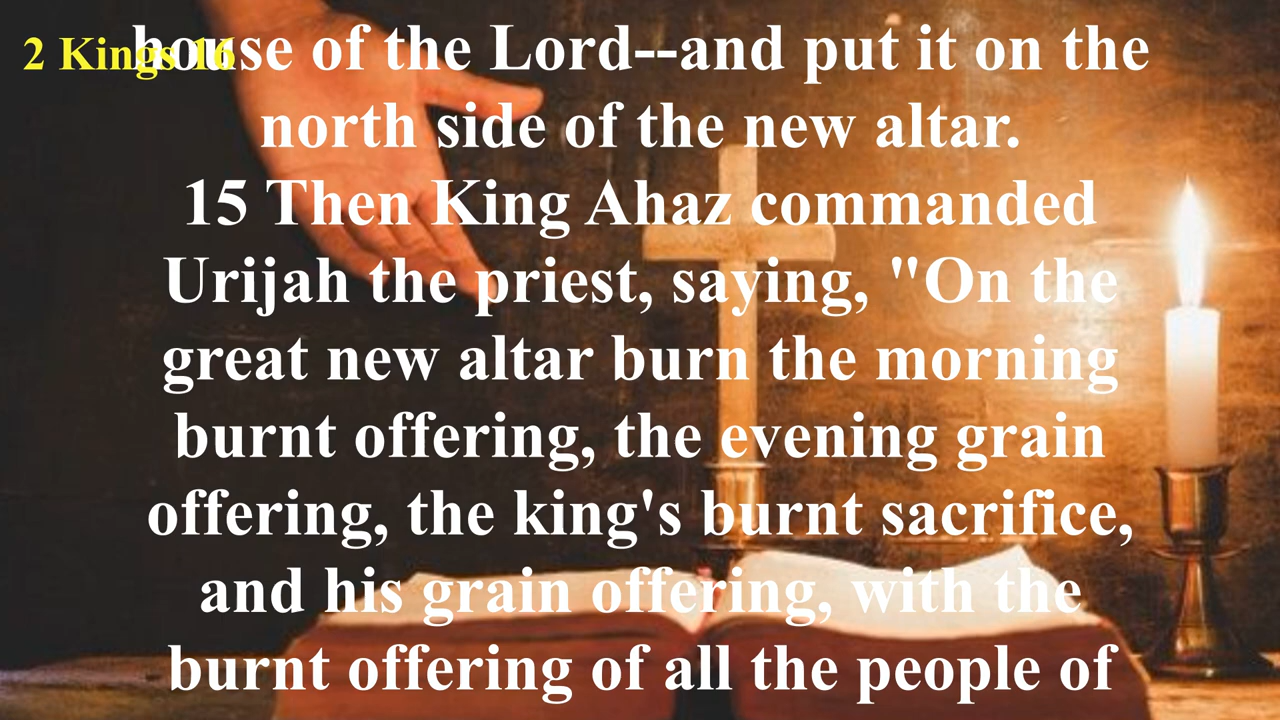 2 Kings 16
house of the Lord--and put it on the
north side of the new altar.
15 Then King Ahaz commanded
Urijah the priest, saying, "On the
great new altar burn the morning
burnt offering, the evening grain
offering, the king's burnt sacrifice,
and his grain offering, with the
burnt offering of all the people of